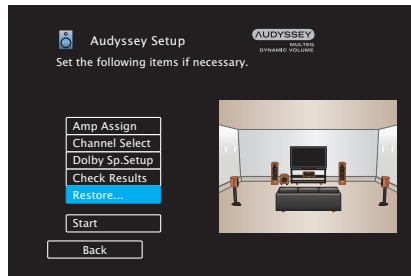 Audyssey Setup
AUDYSSEY
MULTEQ
DYNAMIC VOLUME
Set the following items if necessary.
Amp Assign
Channel Select
Dolby Sp.Setup
Check Results
Restore...
Start
Back